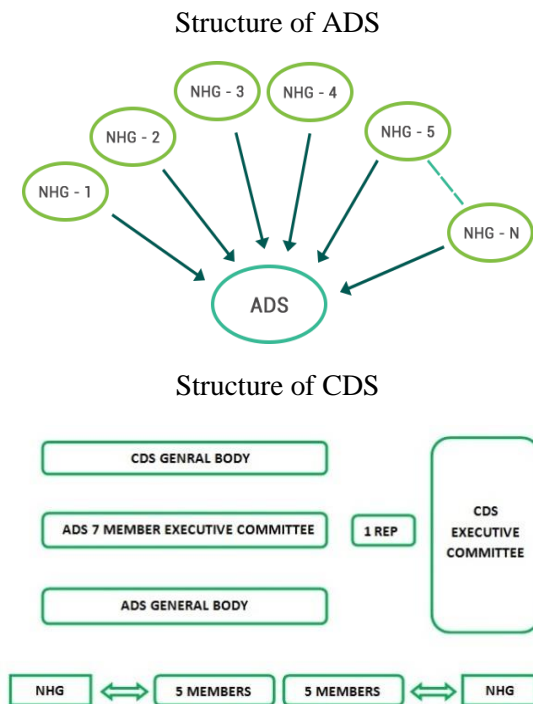 Structure of ADS
NHG - 1
NHG - 2
NHG - 3
NHG - 4
NHG - 5
NHG - N
ADS
Structure of CDS
CDS GENRAL BODY
ADS 7 MEMBER EXECUTIVE COMMITTEE
1 REP
CDS
EXECUTIVE
COMMITTEE
ADS GENERAL BODY
NHG
5 MEMBERS
5 MEMBERS
NHG